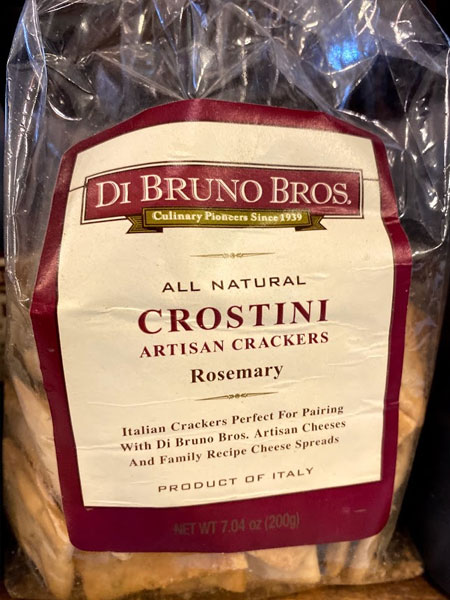 DI BRUNO BROS.
Culinary Pioneers Since 1939
ALL NATURAL
CROSTINI
ARTISAN CRACKERS
Rosemary
Italian Crackers Perfect For Pairing
With Di Bruno Bros. Artisan Cheeses
And Family Recipe Cheese Spreads
PRODUCT OF ITALY
NET WT 7.04 oz (200g)